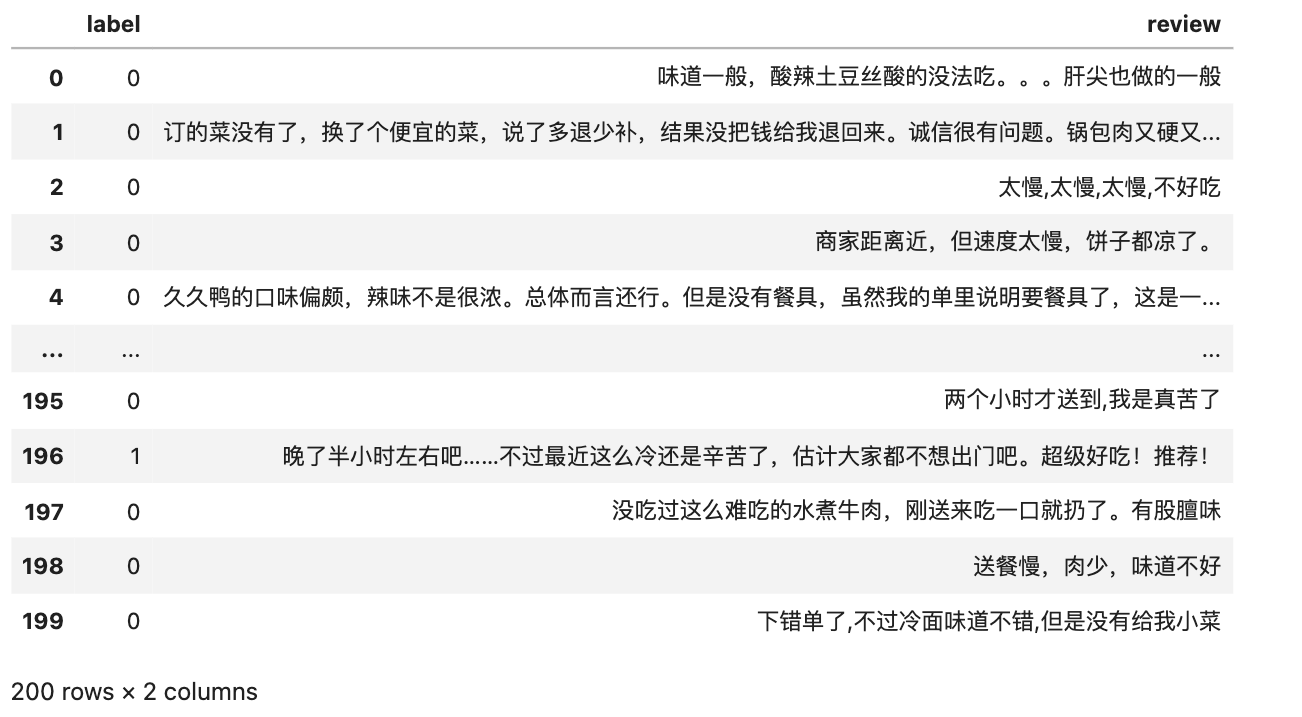 label review
0 0 味道一般，酸辣土豆丝酸的没法吃。。。肝尖也做的一般
1 0 订的菜没有了，换了个便宜的菜，说了多退少补，结果没把钱给我退回来。诚信很有问题。锅包肉又硬又...
2 0 太慢,太慢,太慢,不好吃
3 0 商家距离近，但速度太慢，饼子都凉了。
4 0 久久鸭的口味偏颇，辣味不是很浓。总体而言还行。但是没有餐具，虽然我的单里说明要餐具了，这是一...
... ... ...
195 0 两个小时才送到,我是真苦了
196 1 晚了半小时左右吧……不过最近这么冷还是辛苦了，估计大家都不想出门吧。超级好吃！推荐！
197 0 没吃过这么难吃的水煮牛肉，刚送来吃一口就扔了。有股膻味
198 0 送餐慢，肉少，味道不好
199 0 下错单了,不过冷面味道不错,但是没有给我小菜
200 rows × 2 columns